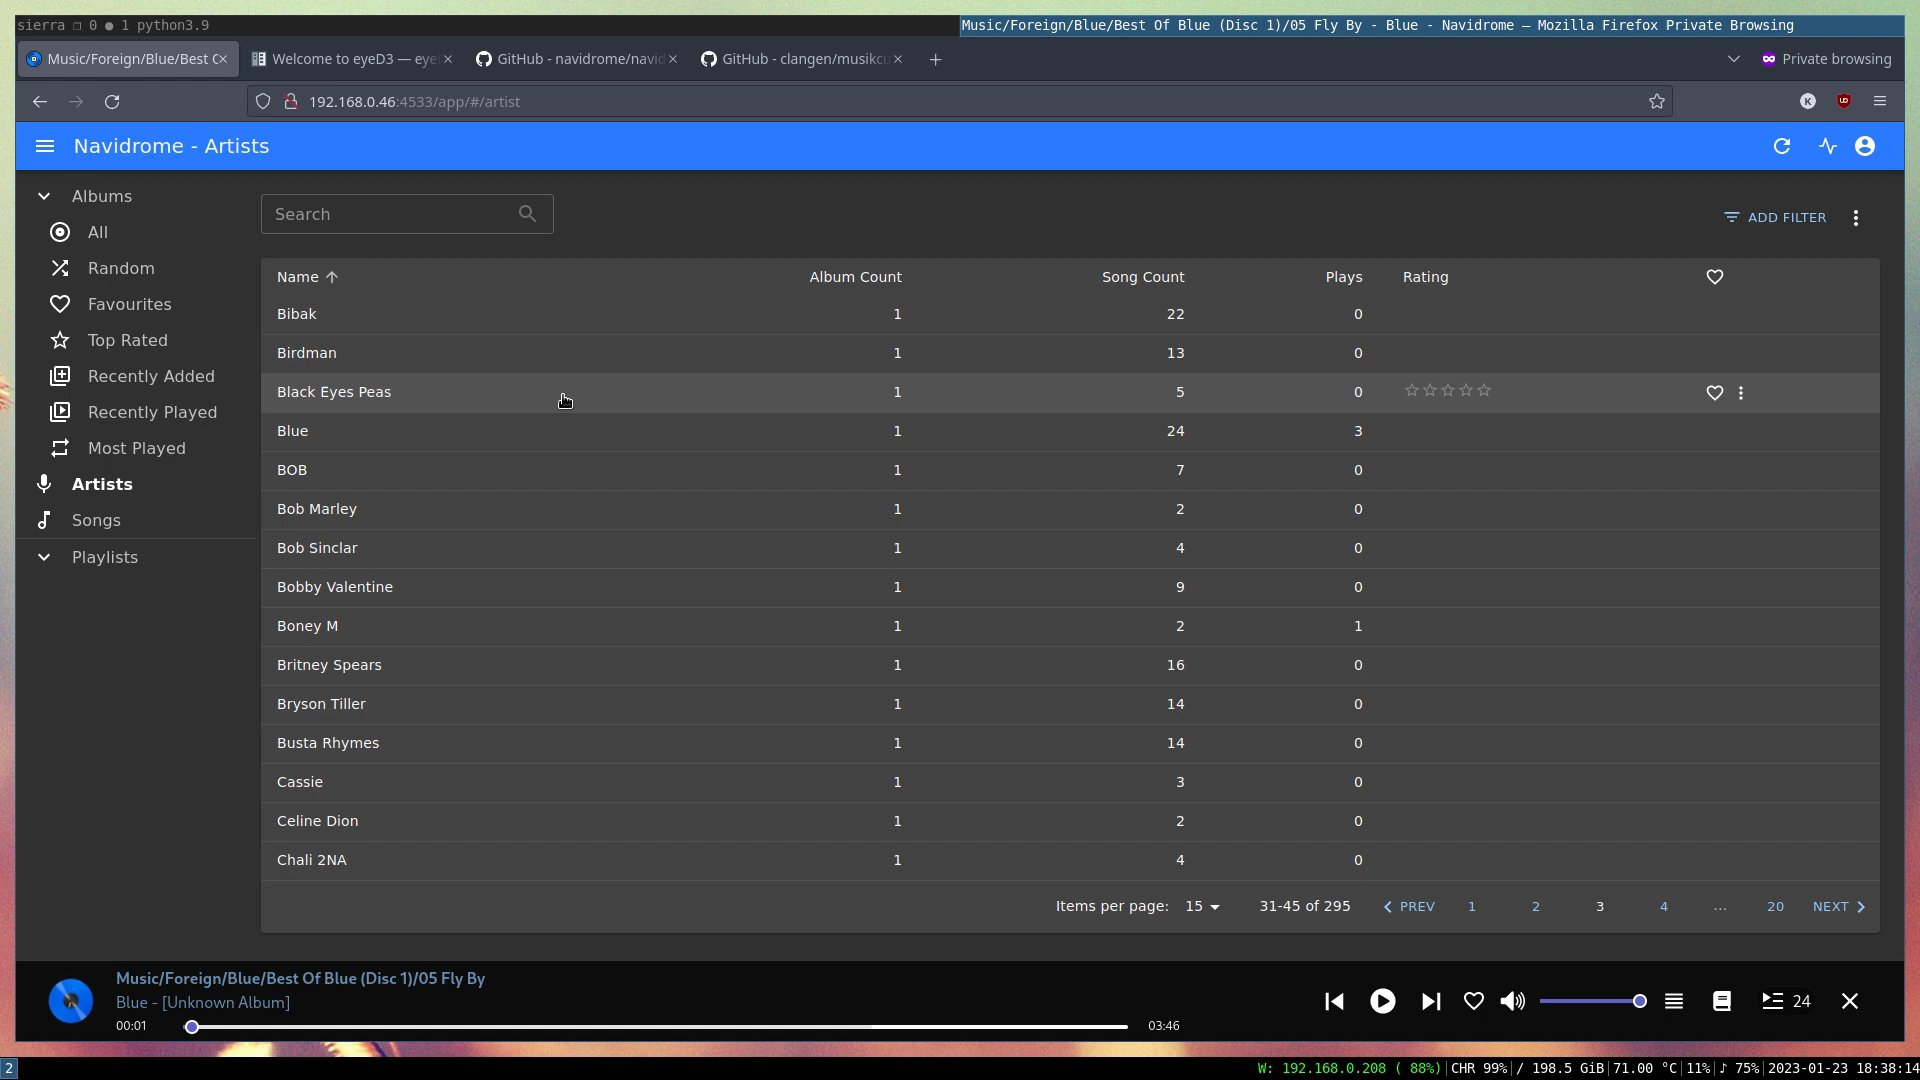 sierra ❐ 0 ● 1 python3.9
Music/Foreign/Blue/Best Of Blue (Disc 1)/05 Fly By - Blue - Navidrome — Mozilla Firefox Private Browsing
Music/Foreign/Blue/Best O
Welcome to eyeD3 — eyeD
GitHub - navidrome/navid
GitHub - clangen/musikcu
Private browsing
192.168.0.46:4533/app/#/artist
Navidrome - Artists
Albums
All
Random
Favourites
Top Rated
Recently Added
Recently Played
Most Played
Artists
Songs
Playlists
Search
ADD FILTER
Name Album Count Song Count Plays Rating
Bibak 1 22 0
Birdman 1 13 0
Black Eyes Peas 1 5 0
Blue 1 24 3
BOB 1 7 0
Bob Marley 1 2 0
Bob Sinclar 1 4 0
Bobby Valentine 1 9 0
Boney M 1 2 1
Britney Spears 1 16 0
Bryson Tiller 1 14 0
Busta Rhymes 1 14 0
Cassie 1 3 0
Celine Dion 1 2 0
Chali 2NA 1 4 0
Items per page: 15 31-45 of 295 PREV 1 2 3 4 ... 20 NEXT
Music/Foreign/Blue/Best Of Blue (Disc 1)/05 Fly By
Blue - [Unknown Album]
00:01 03:46
24
2
W: 192.168.0.208 ( 88%)|CHR 99%|/ 198.5 GiB|71.00 °C|11%|♪ 75%|2023-01-23 18:38:14